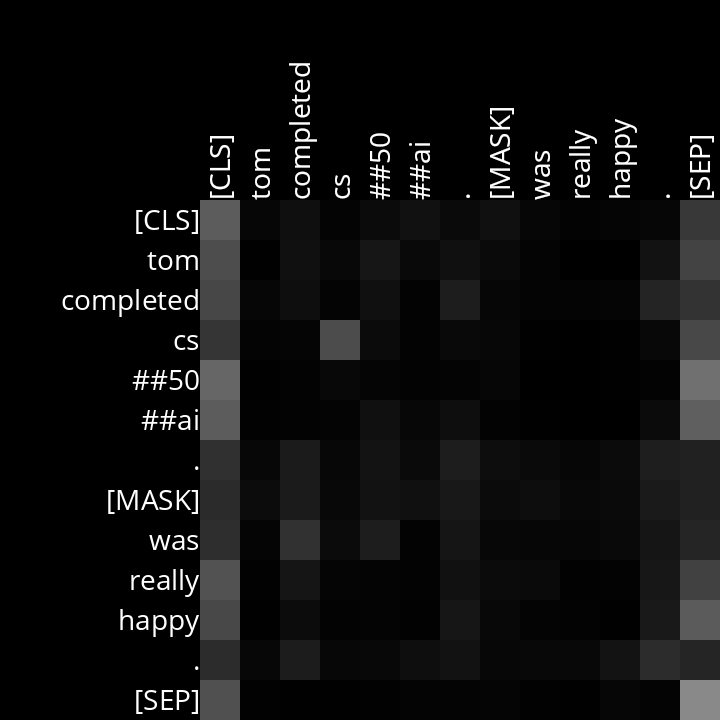 [CLS] tom completed cs ##50 ##ai . [MASK] was really happy . [SEP]
[CLS]
tom
completed
cs
##50
##ai
.
[MASK]
was
really
happy
.
[SEP]